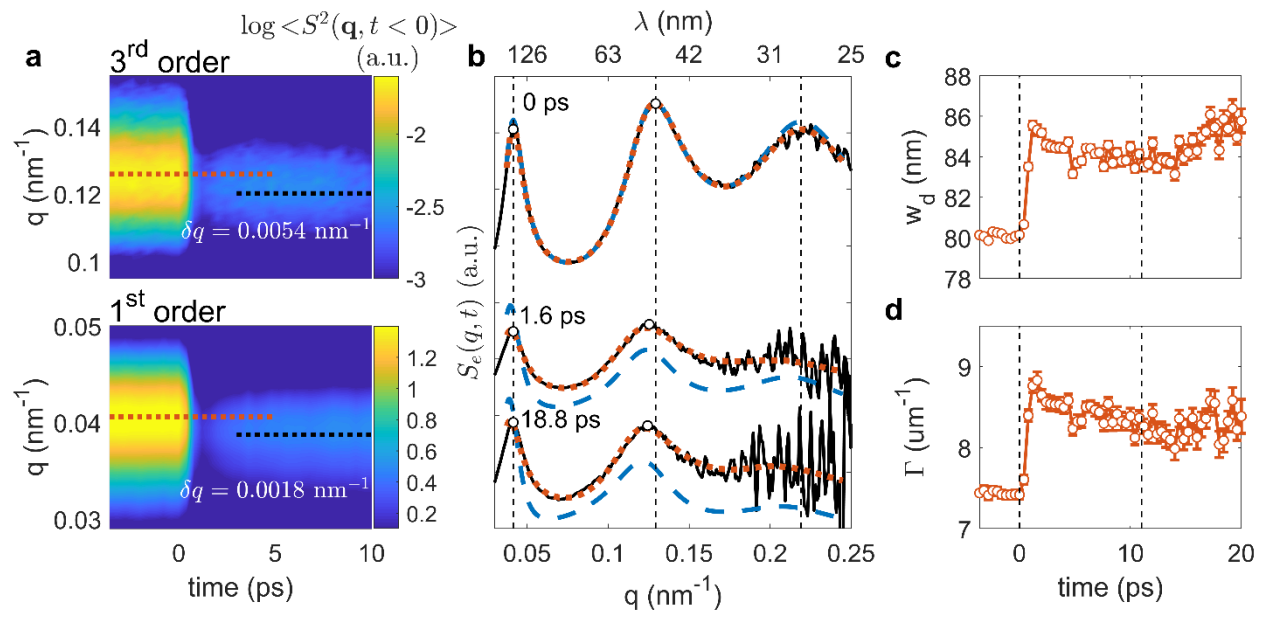 log <S²(q, t < 0)>
(a.u.)
a
3rd order
q (nm⁻¹)
0.14
0.12
0.1
δq = 0.0054 nm⁻¹
-2
-2.5
-3
1st order
q (nm⁻¹)
0.05
0.04
0.03
δq = 0.0018 nm⁻¹
1.2
1
0.8
0.6
0.4
0.2
0 5 10
time (ps)
b
λ (nm)
126 63 42 31 25
Sₑ(q, t) (a.u.)
0 ps
1.6 ps
18.8 ps
0.05 0.1 0.15 0.2 0.25
q (nm⁻¹)
c
w_d (nm)
88
86
84
82
80
78
d
Γ (um⁻¹)
9
8
7
0 10 20
time (ps)